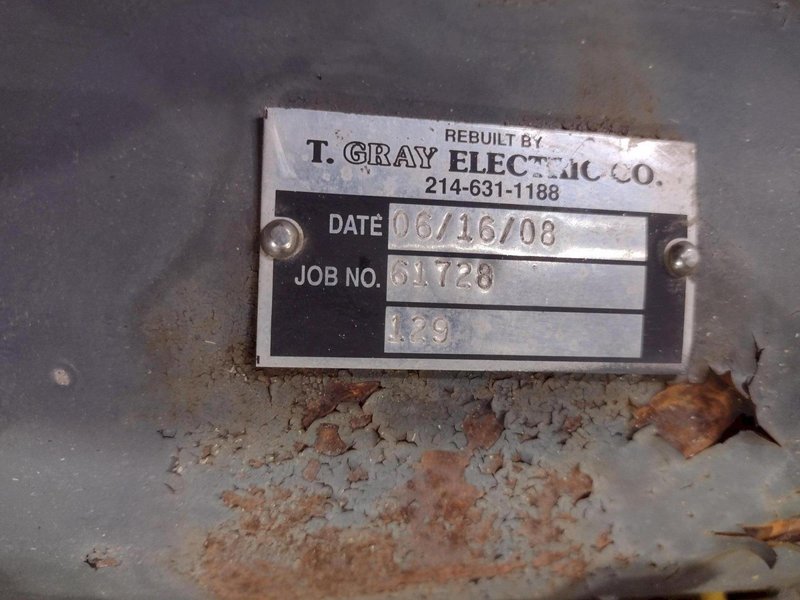 REBUILT BY
T. GRAY ELECTRIC CO.
214-631-1188
DATE 06/16/08
JOB NO. 61728
129